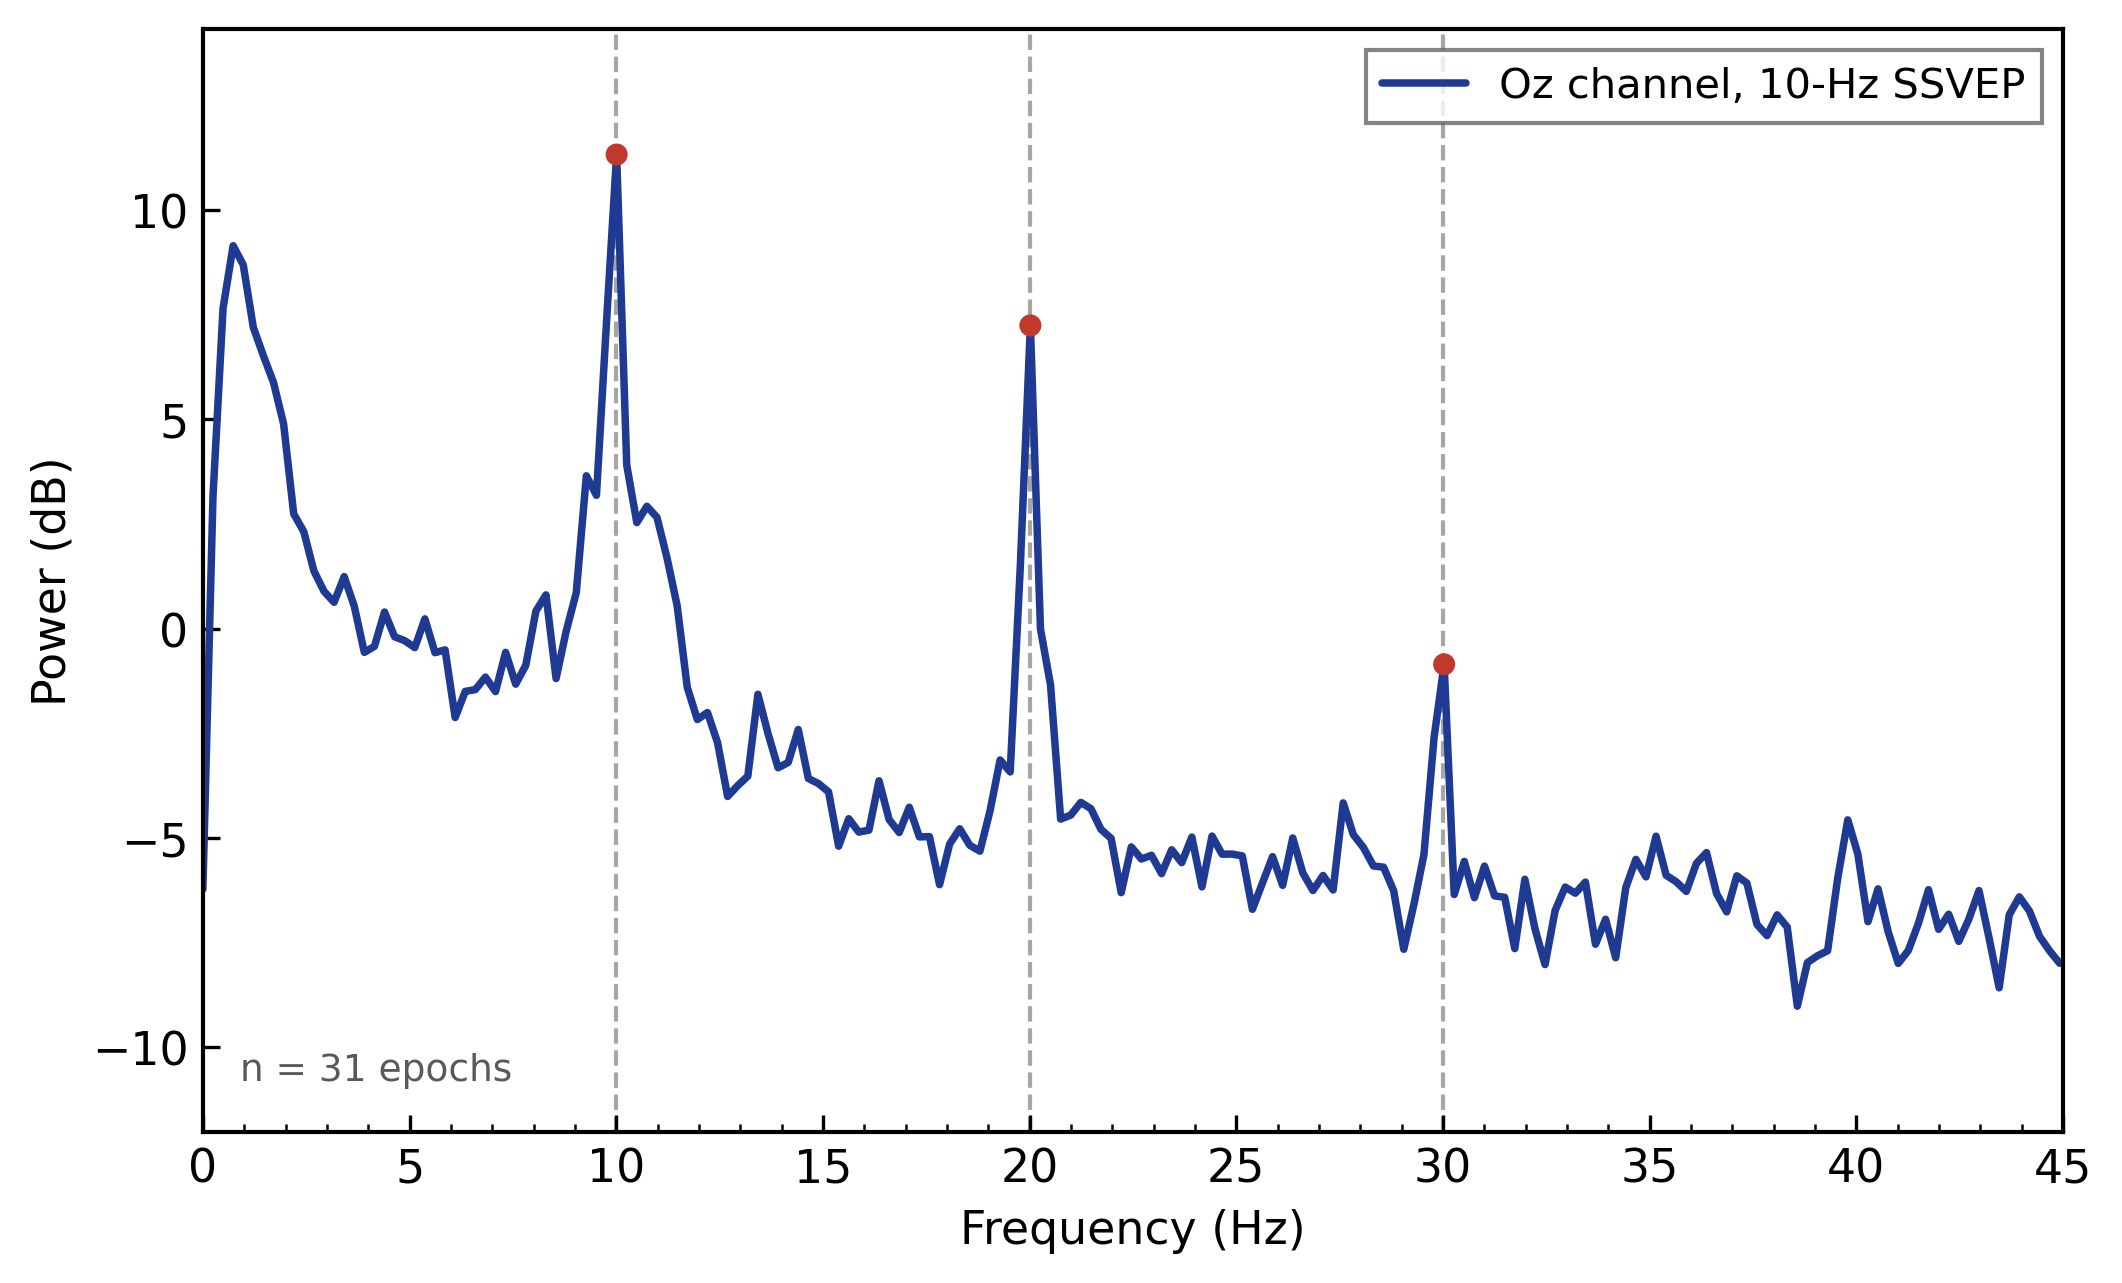 Oz channel, 10-Hz SSVEP
10
5
0
−5
−10
Power (dB)
n = 31 epochs
0 5 10 15 20 25 30 35 40 45
Frequency (Hz)